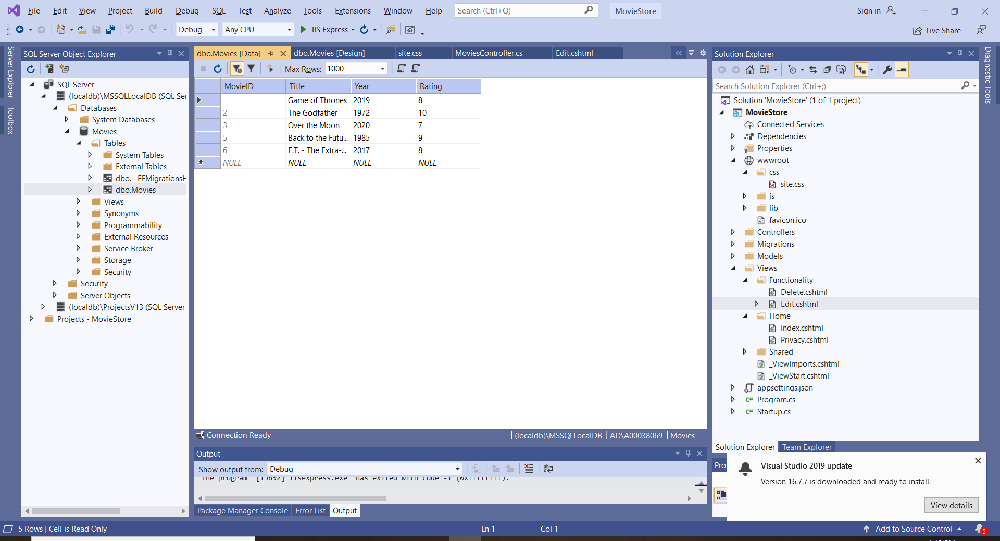 File Edit View Project Build Debug SQL Test Analyze Tools Extensions Window Help Search (Ctrl+Q) MovieStore Sign in
Debug Any CPU IIS Express Live Share
Server Explorer
Toolbox
SQL Server Object Explorer
SQL Server
(localdb)\MSSQLLocalDB (SQL Ser
Databases
System Databases
Movies
Tables
System Tables
External Tables
dbo.__EFMigrationsH
dbo.Movies
Views
Synonyms
Programmability
External Resources
Service Broker
Storage
Security
Security
Server Objects
(localdb)\ProjectsV13 (SQL Server
Projects - MovieStore
dbo.Movies [Data] dbo.Movies [Design] site.css MoviesController.cs Edit.cshtml
Max Rows: 1000
MovieID Title Year Rating
Game of Thrones 2019 8
2 The Godfather 1972 10
3 Over the Moon 2020 7
5 Back to the Futu... 1985 9
6 E.T. - The Extra-... 2017 8
NULL NULL NULL NULL
Connection Ready (localdb)\MSSQLLocalDB AD\A00038069 Movies
Output
Show output from: Debug
The program '[15892] iisexpress.exe' has exited with code -1 (0xffffffff).
Package Manager Console Error List Output
Solution Explorer
Search Solution Explorer (Ctrl+;)
Solution 'MovieStore' (1 of 1 project)
MovieStore
Connected Services
Dependencies
Properties
wwwroot
css
site.css
js
lib
favicon.ico
Controllers
Migrations
Models
Views
Functionality
Delete.cshtml
Edit.cshtml
Home
Index.cshtml
Privacy.cshtml
Shared
_ViewImports.cshtml
_ViewStart.cshtml
appsettings.json
C# Program.cs
C# Startup.cs
Solution Explorer Team Explorer
Diagnostic Tools
Pro
Visual Studio 2019 update
Version 16.7.7 is downloaded and ready to install.
View details
5 Rows | Cell is Read Only Ln 1 Col 1 Add to Source Control 5